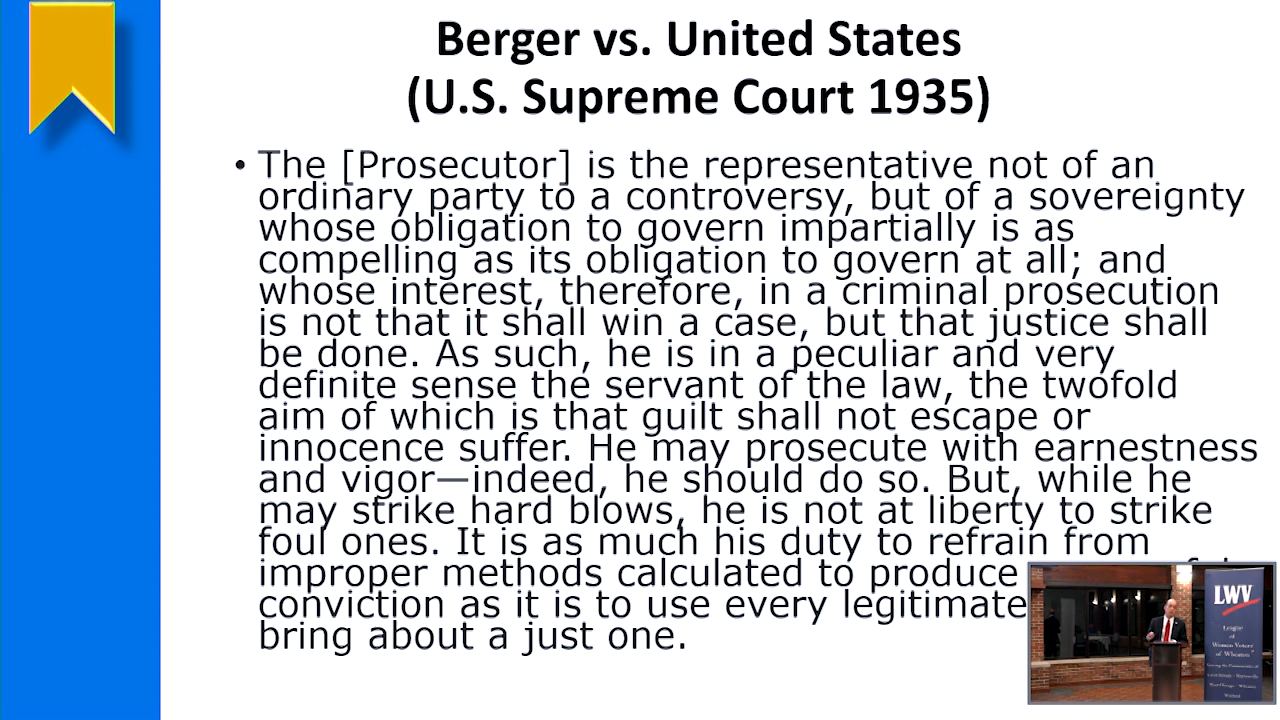 Berger vs. United States
(U.S. Supreme Court 1935)
• The [Prosecutor] is the representative not of an
ordinary party to a controversy, but of a sovereignty
whose obligation to govern impartially is as
compelling as its obligation to govern at all; and
whose interest, therefore, in a criminal prosecution
is not that it shall win a case, but that justice shall
be done. As such, he is in a peculiar and very
definite sense the servant of the law, the twofold
aim of which is that guilt shall not escape or
innocence suffer. He may prosecute with earnestness
and vigor—indeed, he should do so. But, while he
may strike hard blows, he is not at liberty to strike
foul ones. It is as much his duty to refrain from
improper methods calculated to produce
conviction as it is to use every legitimate
bring about a just one.
LWV
League
of
Women Voters
of Wheaton